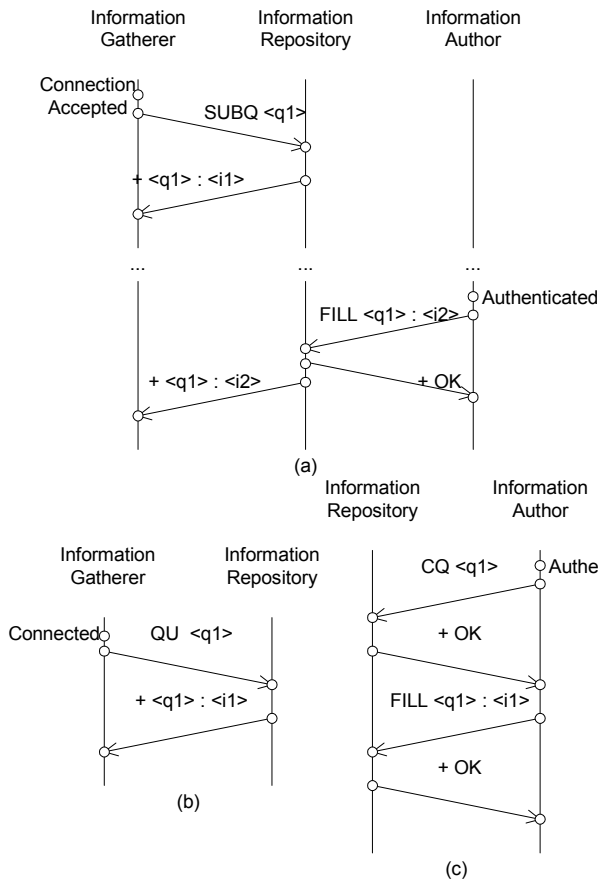 Information Gatherer
Information Repository
Information Author
Connection Accepted
SUBQ <q1>
+ <q1> : <i1>
...
...
...
Authenticated
FILL <q1> : <i2>
+ <q1> : <i2>
+ OK
(a)
Information Repository
Information Author
Information Gatherer
Information Repository
Connected
QU <q1>
+ <q1> : <i1>
(b)
CQ <q1>
Authe
+ OK
FILL <q1> : <i1>
+ OK
(c)